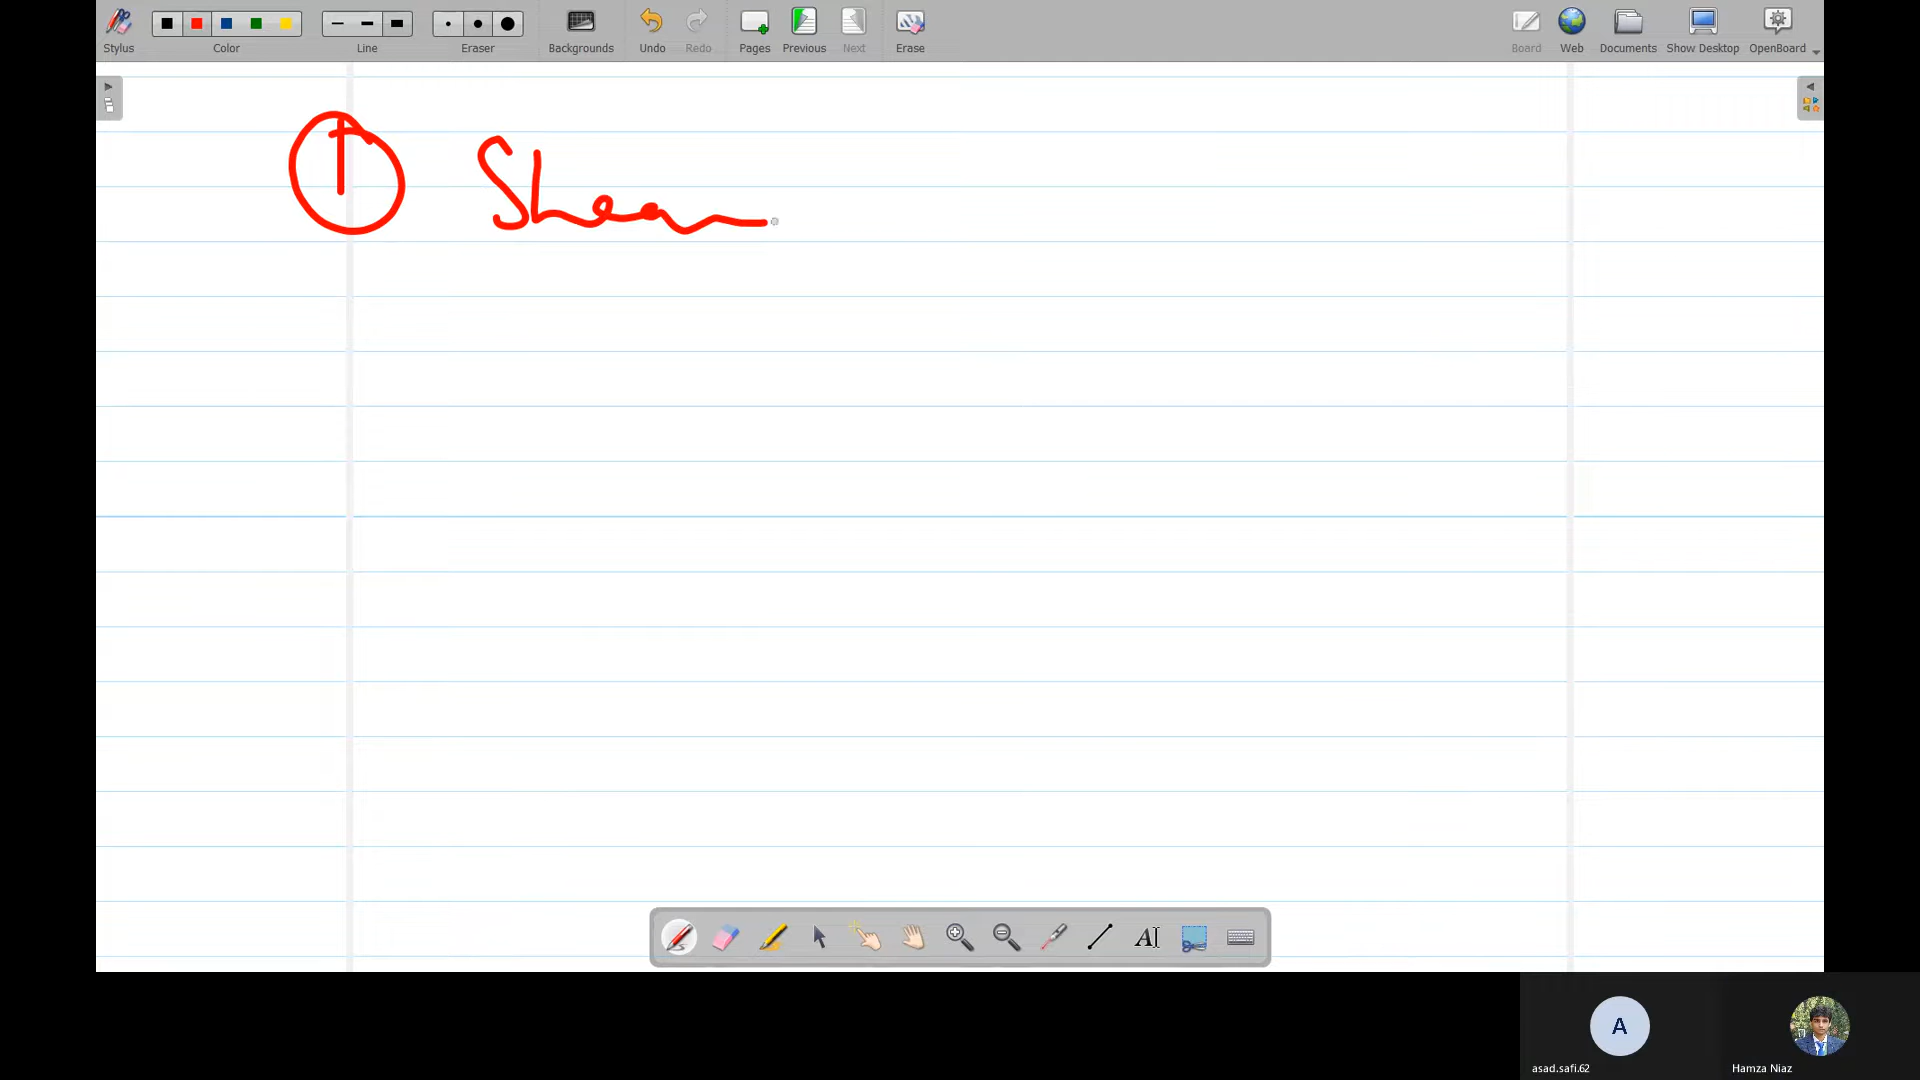 Stylus Color Line Eraser Backgrounds Undo Redo Pages Previous Next Erase Board Web Documents Show Desktop OpenBoard
1 Shear
AI
A
asad.safi.62 Hamza Niaz